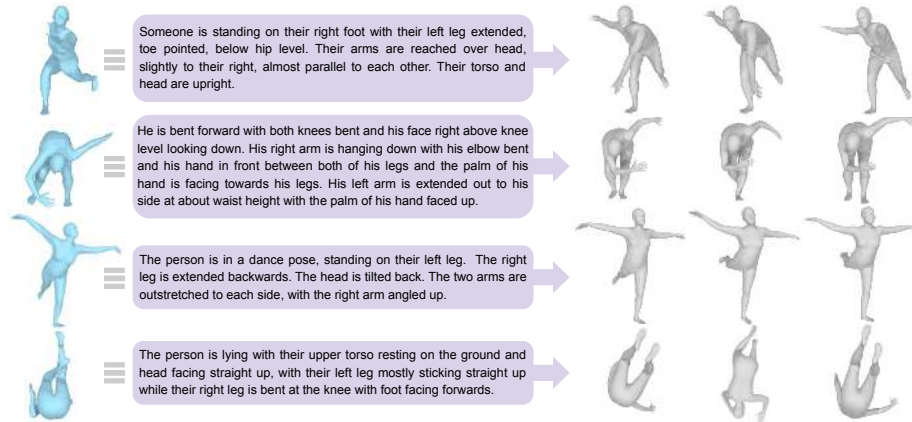 Someone is standing on their right foot with their left leg extended,
toe pointed, below hip level. Their arms are reached over head,
slightly to their right, almost parallel to each other. Their torso and
head are upright.
He is bent forward with both knees bent and his face right above knee
level looking down. His right arm is hanging down with his elbow bent
and his hand in front between both of his legs and the palm of his
hand is facing towards his legs. His left arm is extended out to his
side at about waist height with the palm of his hand faced up.
The person is in a dance pose, standing on their left leg. The right
leg is extended backwards. The head is tilted back. The two arms are
outstretched to each side, with the right arm angled up.
The person is lying with their upper torso resting on the ground and
head facing straight up, with their left leg mostly sticking straight up
while their right leg is bent at the knee with foot facing forwards.